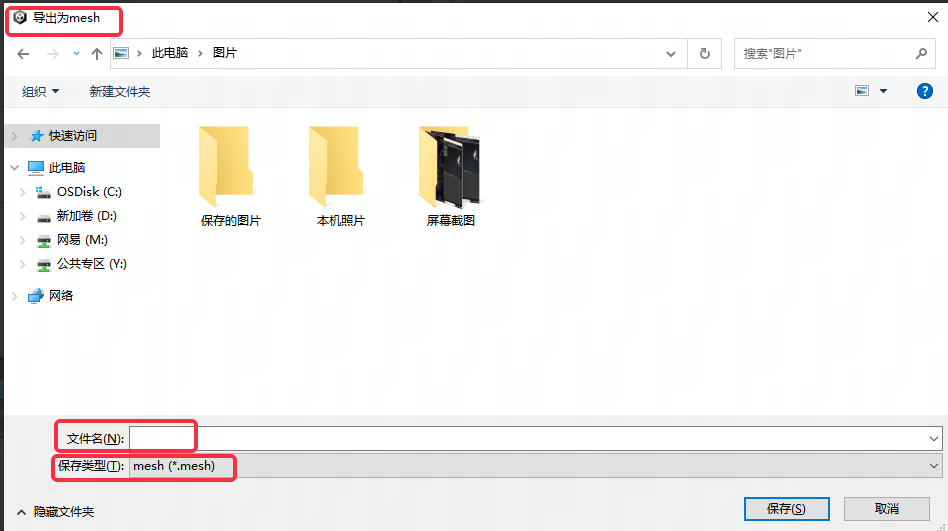 导出为mesh
此电脑 › 图片
搜索"图片"
组织 新建文件夹
快速访问
此电脑
OSDisk (C:)
新加卷 (D:)
网易 (M:)
公共专区 (Y:)
网络
保存的图片 本机照片 屏幕截图
文件名(N):
保存类型(T): mesh (*.mesh)
隐藏文件夹 保存(S) 取消